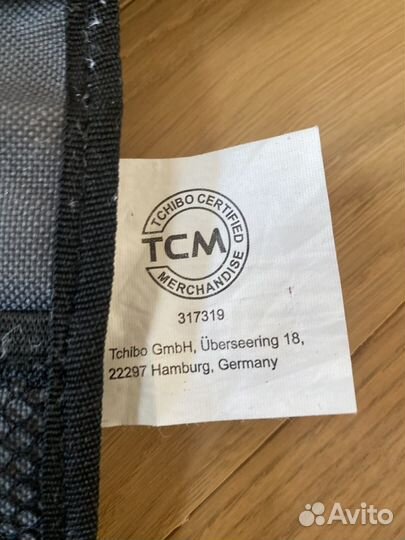 TCHIBO CERTIFIED
TCM
MERCHANDISE
317319
Tchibo GmbH, Überseering 18,
22297 Hamburg, Germany
Avito